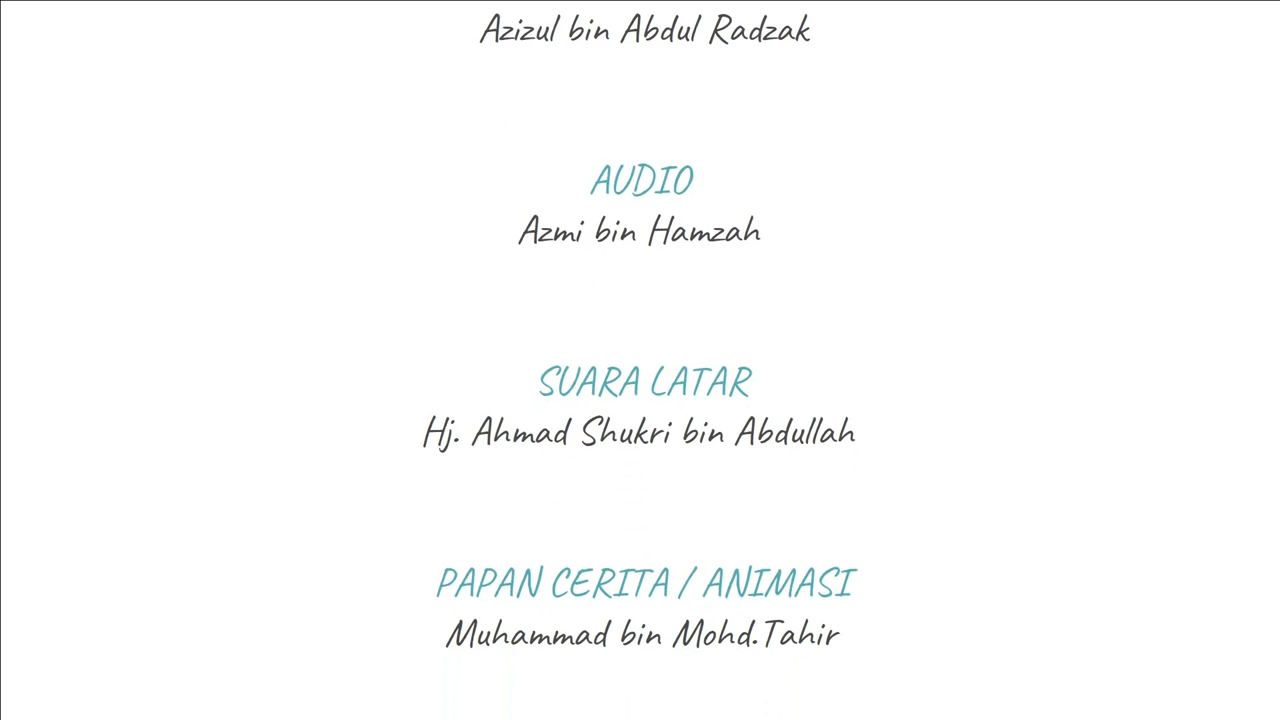 Azizul bin Abdul Radzak
AUDIO
Azmi bin Hamzah
SUARA LATAR
Hj. Ahmad Shukri bin Abdullah
PAPAN CERITA / ANIMASI
Muhammad bin Mohd.Tahir